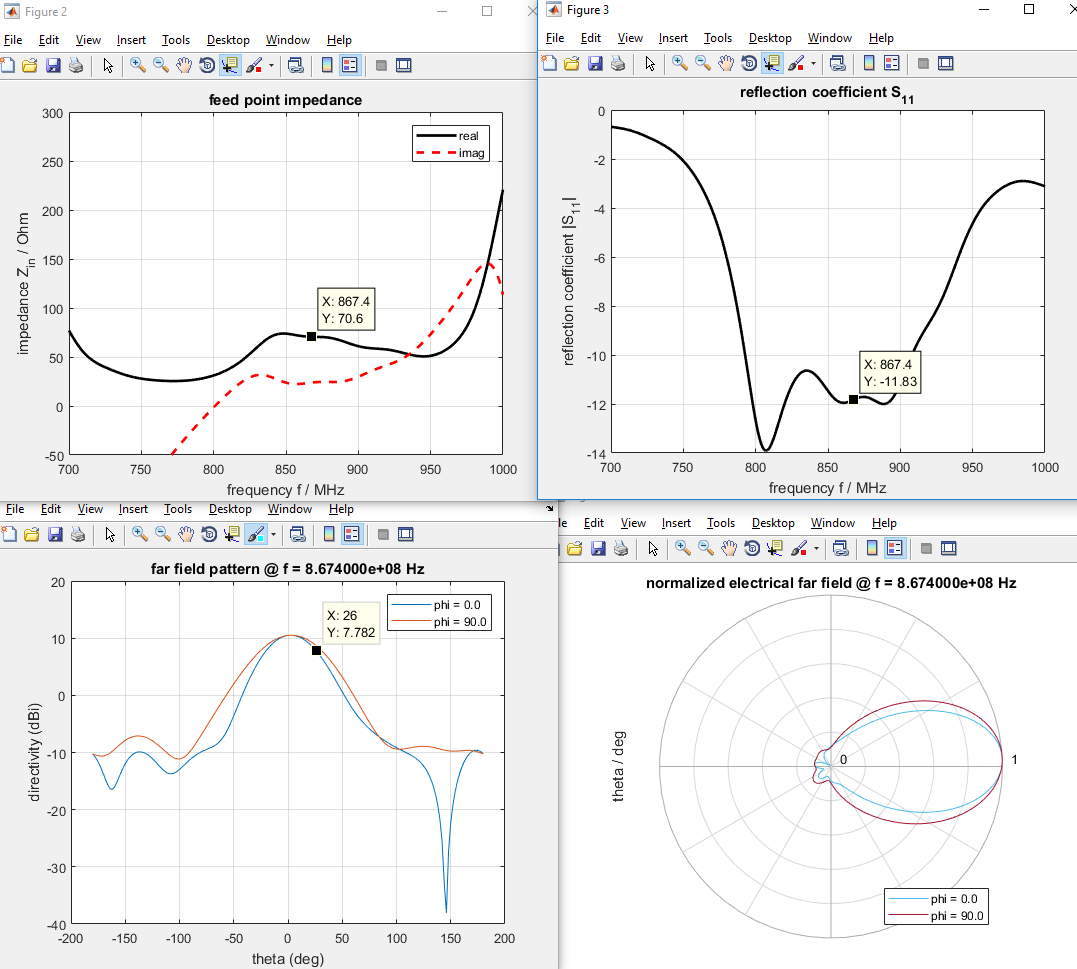 Figure 2
File Edit View Insert Tools Desktop Window Help
feed point impedance
300
250
200
150
100
50
0
-50
impedance Z_in / Ohm
real
imag
X: 867.4
Y: 70.6
700 750 800 850 900 950 1000
frequency f / MHz
Figure 3
File Edit View Insert Tools Desktop Window Help
reflection coefficient S_11
0
-2
-4
-6
-8
-10
-12
-14
reflection coefficient |S_11|
X: 867.4
Y: -11.83
700 750 800 850 900 950 1000
frequency f / MHz
File Edit View Insert Tools Desktop Window Help
far field pattern @ f = 8.674000e+08 Hz
20
10
0
-10
-20
-30
-40
directivity (dBi)
X: 26
Y: 7.782
phi = 0.0
phi = 90.0
-200 -150 -100 -50 0 50 100 150 200
theta (deg)
le Edit View Insert Tools Desktop Window Help
normalized electrical far field @ f = 8.674000e+08 Hz
theta / deg
0
1
phi = 0.0
phi = 90.0